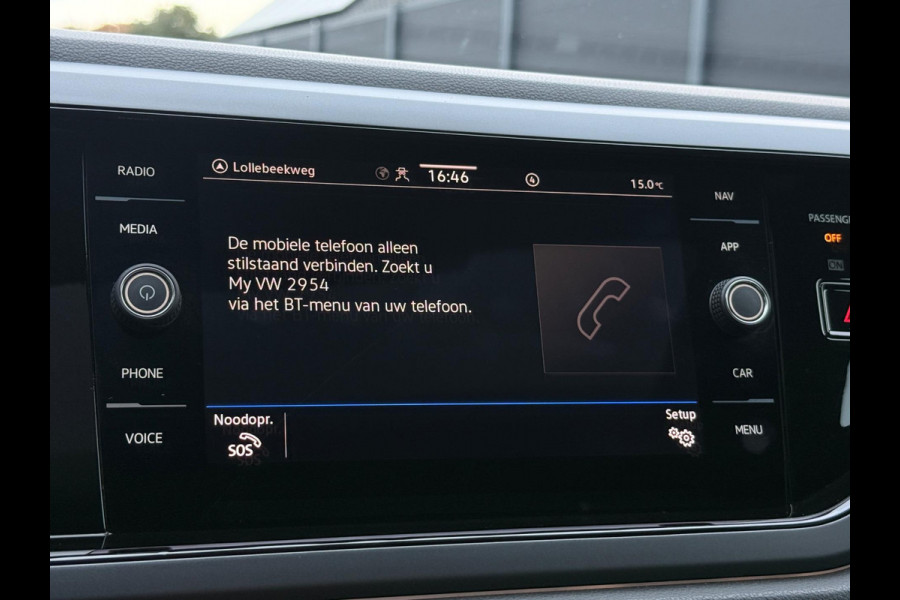 RADIO
MEDIA
PHONE
VOICE
Lollebeekweg
16:46
4
15.0°C
De mobiele telefoon alleen
stilstaand verbinden. Zoekt u
My VW 2954
via het BT-menu van uw telefoon.
Noodopr.
SOS
Setup
NAV
APP
CAR
MENU
OFF